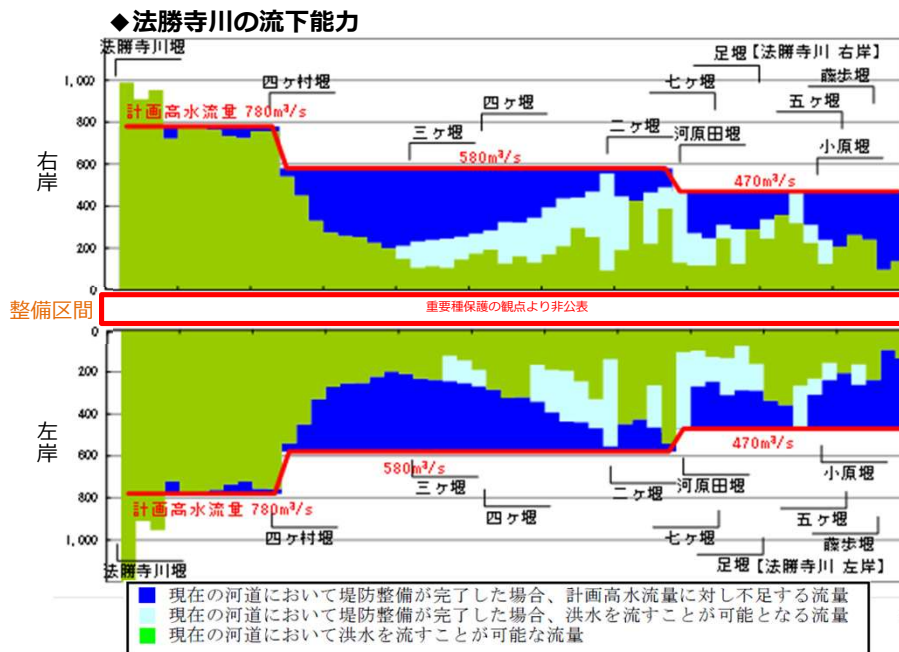 ◆法勝寺川の流下能力
法勝寺川堰
足堰【法勝寺川 右岸】
四ヶ村堰
四ヶ堰
七ヶ堰
藤歩堰
五ヶ堰
三ヶ堰
二ヶ堰
河原田堰
小原堰
計画高水流量 780m³/s
580m³/s
470m³/s
1,000
800
600
400
200
0
右岸
整備区間
重要種保護の観点より非公表
0
200
400
600
800
1,000
左岸
470m³/s
580m³/s
計画高水流量 780m³/s
三ヶ堰
二ヶ堰
河原田堰
小原堰
四ヶ村堰
四ヶ堰
七ヶ堰
五ヶ堰
藤歩堰
法勝寺川堰
足堰【法勝寺川 左岸】
現在の河道において堤防整備が完了した場合、計画高水流量に対し不足する流量
現在の河道において堤防整備が完了した場合、洪水を流すことが可能となる流量
現在の河道において洪水を流すことが可能な流量